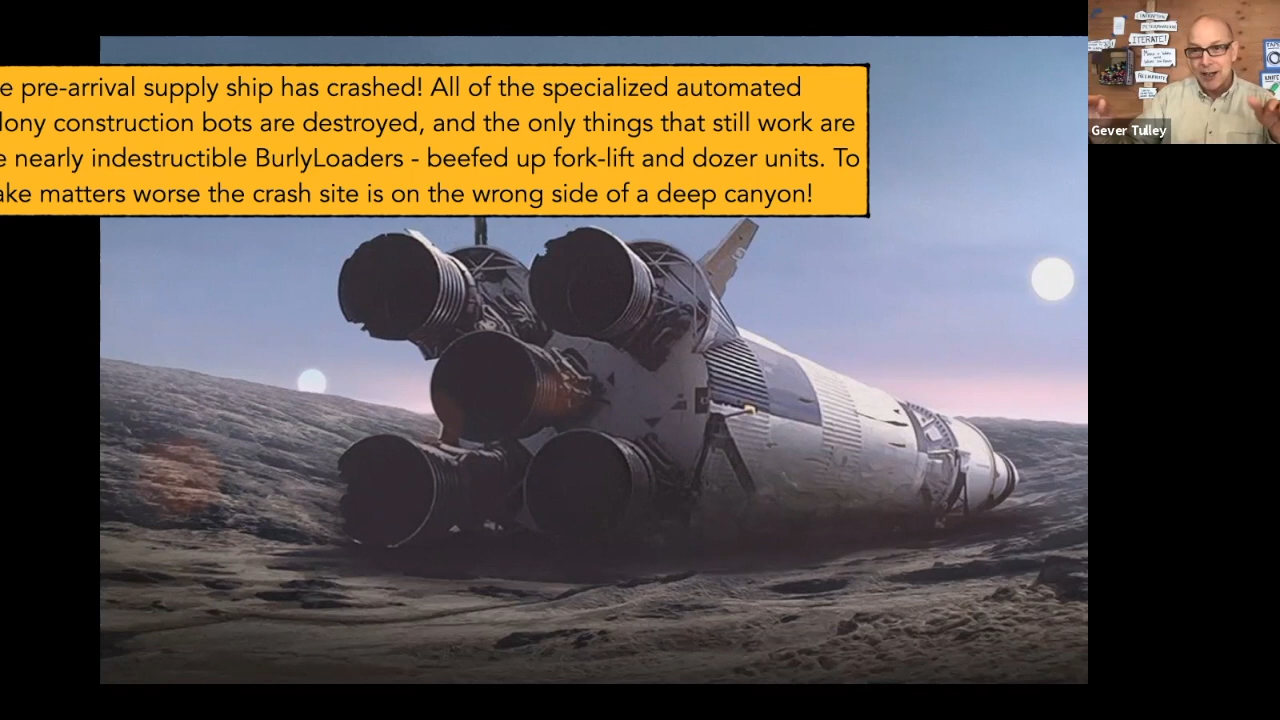 e pre-arrival supply ship has crashed! All of the specialized automated
lony construction bots are destroyed, and the only things that still work are
e nearly indestructible BurlyLoaders - beefed up fork-lift and dozer units. To
ake matters worse the crash site is on the wrong side of a deep canyon!
ITERATE!
Gever Tulley